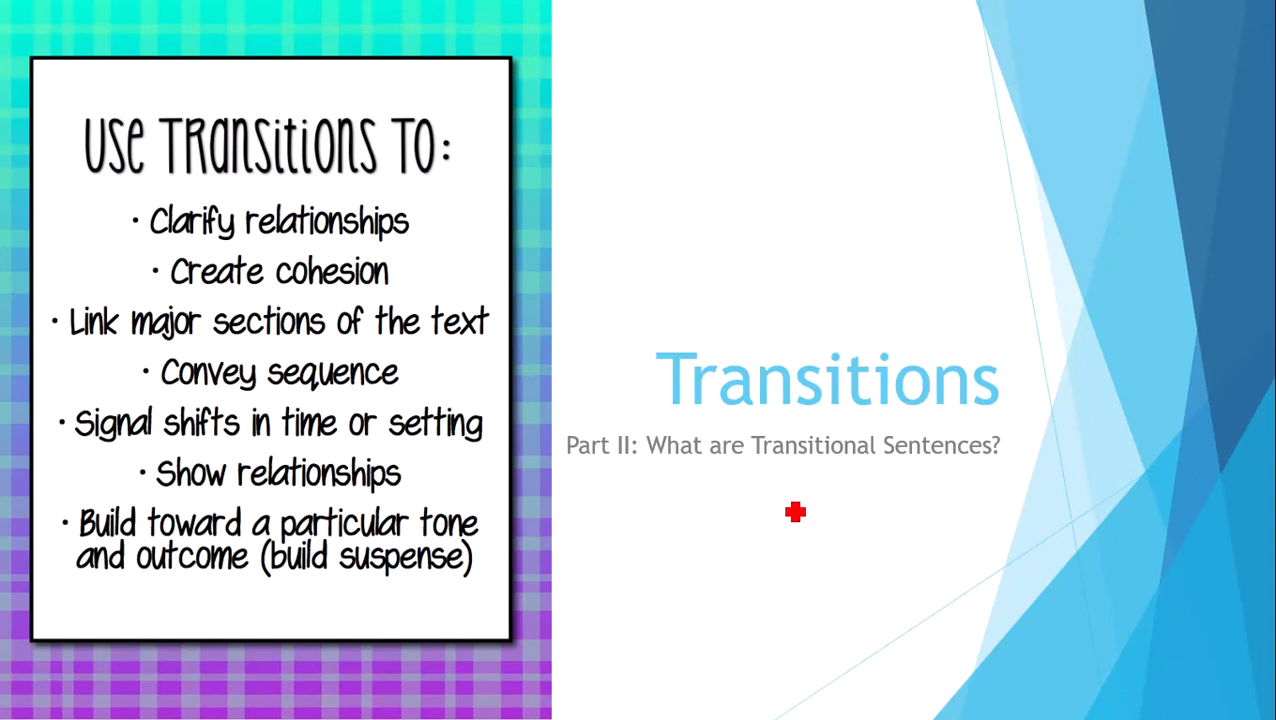 Use Transitions to:
• Clarify relationships
• Create cohesion
• Link major sections of the text
• Convey sequence
• Signal shifts in time or setting
• Show relationships
• Build toward a particular tone
and outcome (build suspense)
Transitions
Part II: What are Transitional Sentences?